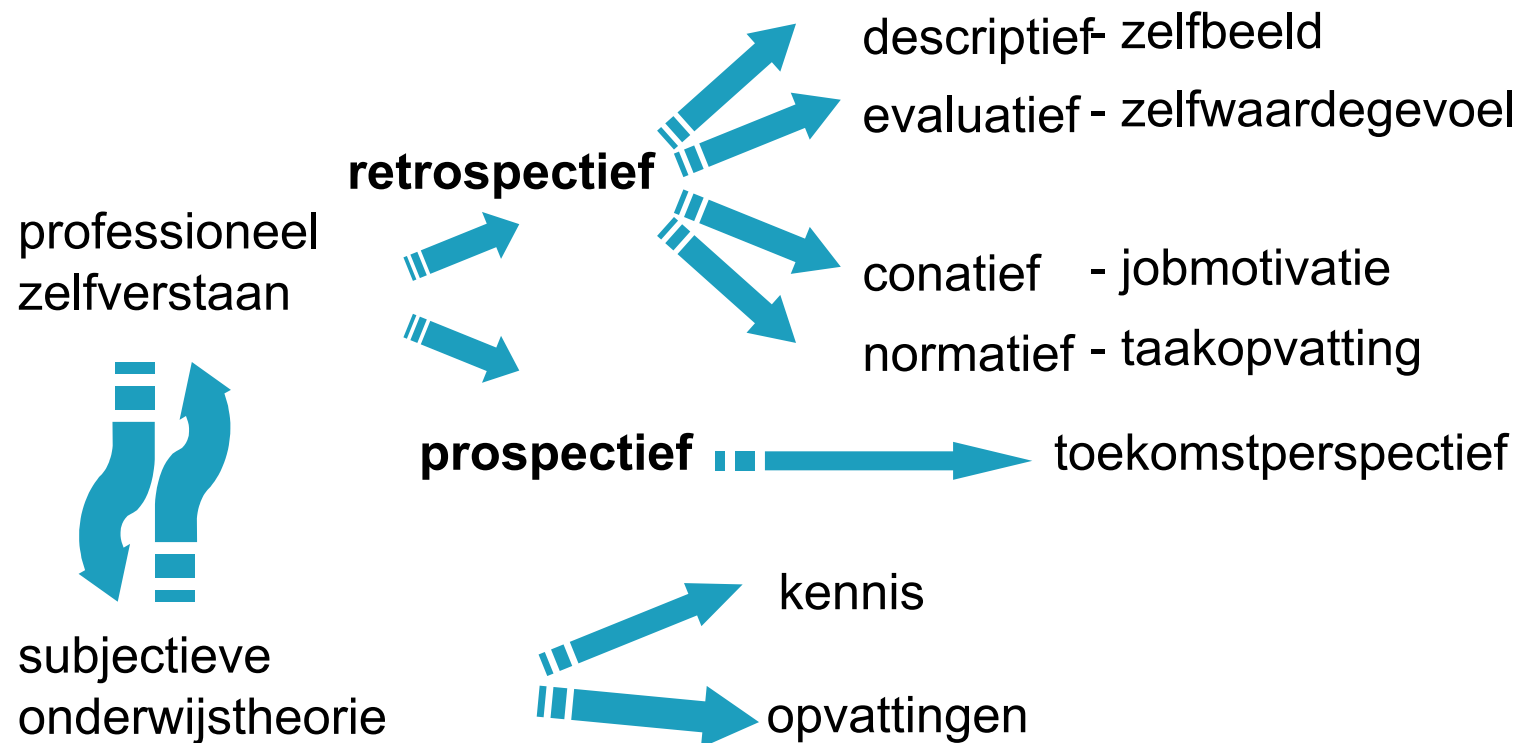 descriptief - zelfbeeld
evaluatief - zelfwaardegevoel
retrospectief
professioneel
zelfverstaan
conatief - jobmotivatie
normatief - taakopvatting
prospectief
toekomstperspectief
kennis
subjectieve
onderwijstheorie
opvattingen